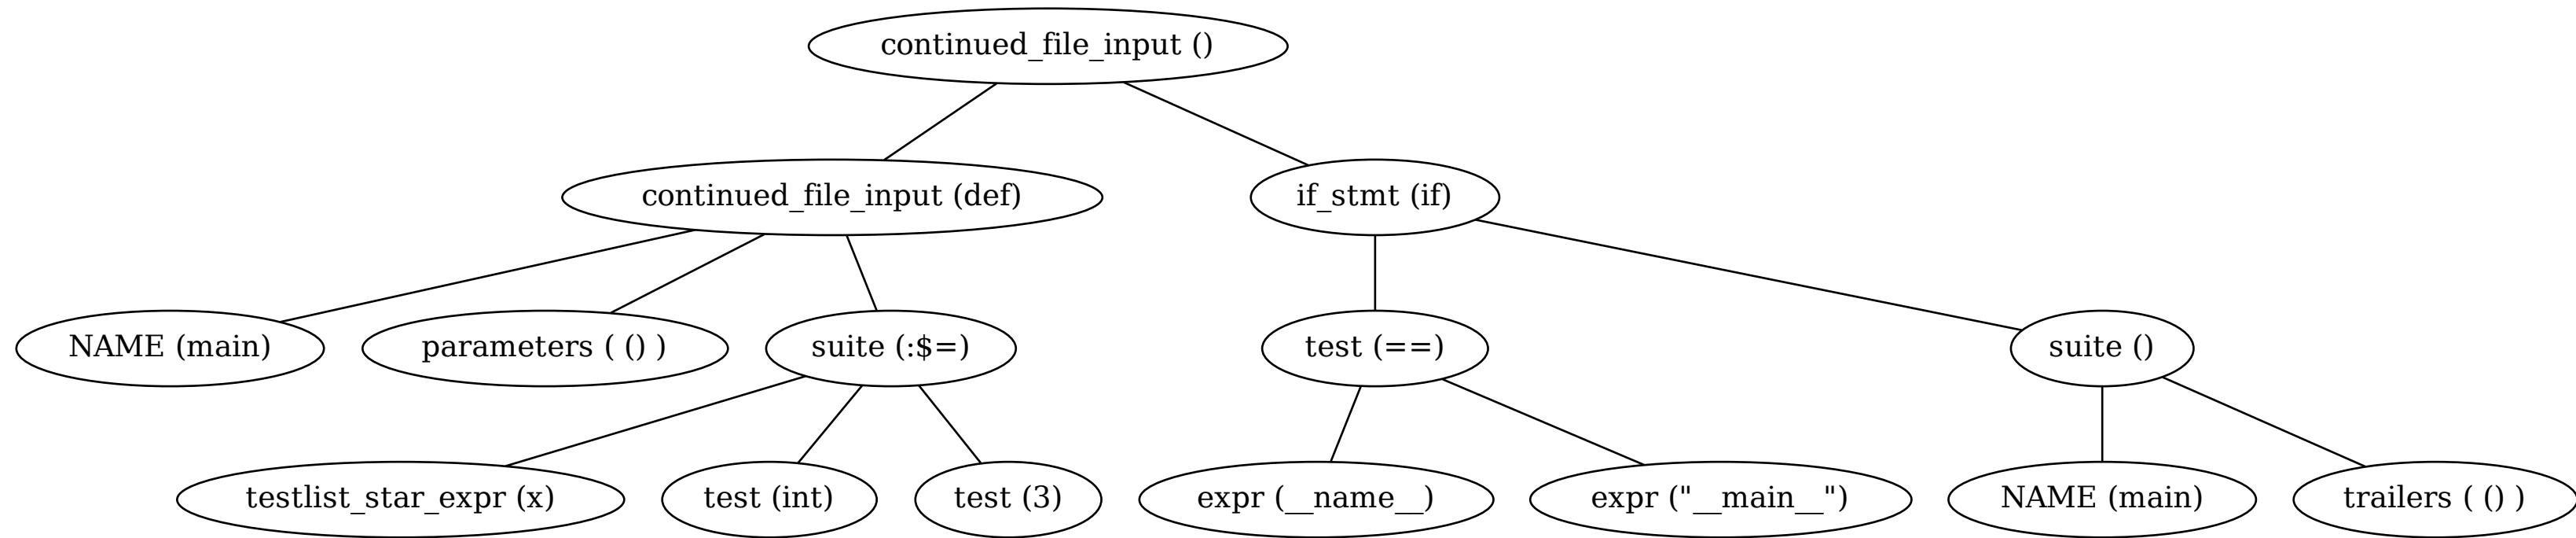 continued_file_input ()
continued_file_input (def)
if_stmt (if)
NAME (main)
parameters ( () )
suite (:$=)
test (==)
suite ()
testlist_star_expr (x)
test (int)
test (3)
expr (__name__)
expr ("__main__")
NAME (main)
trailers ( () )